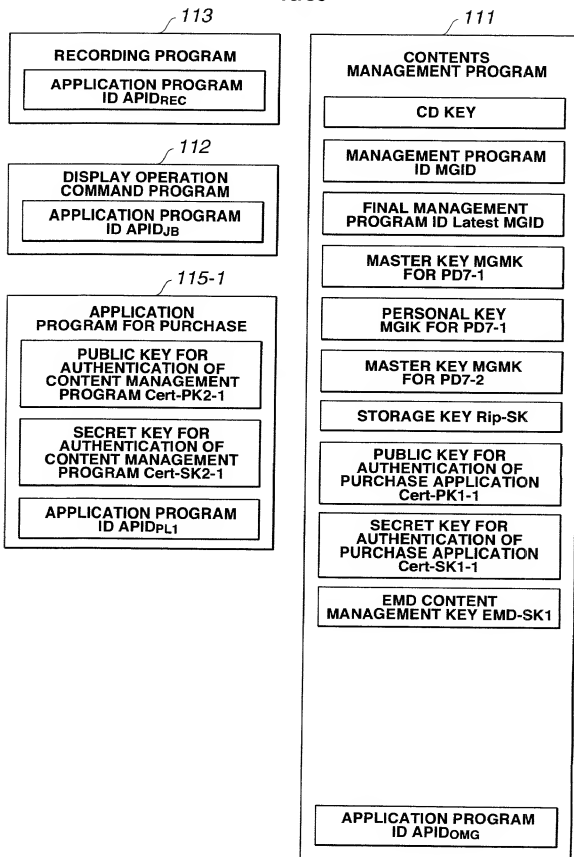 113
RECORDING PROGRAM
APPLICATION PROGRAM
ID APIDREC
112
DISPLAY OPERATION
COMMAND PROGRAM
APPLICATION PROGRAM
ID APIDJB
115-1
APPLICATION
PROGRAM FOR PURCHASE
PUBLIC KEY FOR
AUTHENTICATION OF
CONTENT MANAGEMENT
PROGRAM Cert-PK2-1
SECRET KEY FOR
AUTHENTICATION OF
CONTENT MANAGEMENT
PROGRAM Cert-SK2-1
APPLICATION PROGRAM
ID APIDPL1
111
CONTENTS
MANAGEMENT PROGRAM
CD KEY
MANAGEMENT PROGRAM
ID MGID
FINAL MANAGEMENT
PROGRAM ID Latest MGID
MASTER KEY MGMK
FOR PD7-1
PERSONAL KEY
MGIK FOR PD7-1
MASTER KEY MGMK
FOR PD7-2
STORAGE KEY Rip-SK
PUBLIC KEY FOR
AUTHENTICATION OF
PURCHASE APPLICATION
Cert-PK1-1
SECRET KEY FOR
AUTHENTICATION OF
PURCHASE APPLICATION
Cert-SK1-1
EMD CONTENT
MANAGEMENT KEY EMD-SK1
APPLICATION PROGRAM
ID APIDOMG